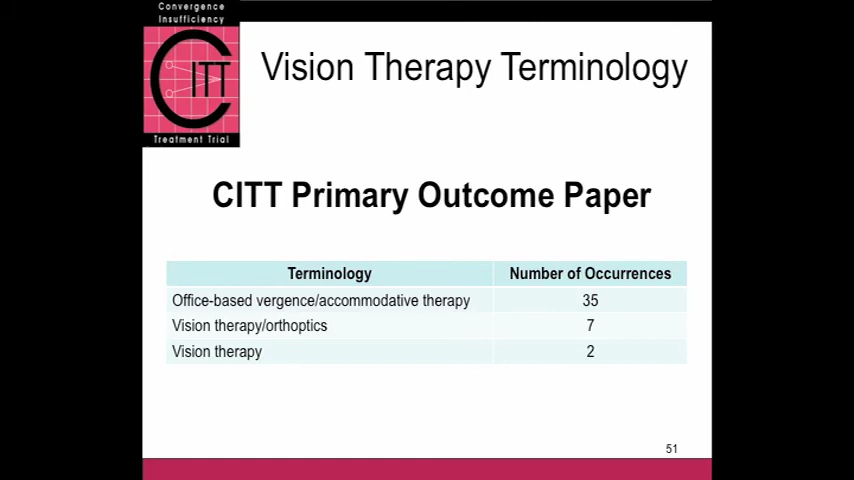 Convergence
Insufficiency
CITT
Treatment Trial
Vision Therapy Terminology
CITT Primary Outcome Paper
Terminology Number of Occurrences
Office-based vergence/accommodative therapy 35
Vision therapy/orthoptics 7
Vision therapy 2
51